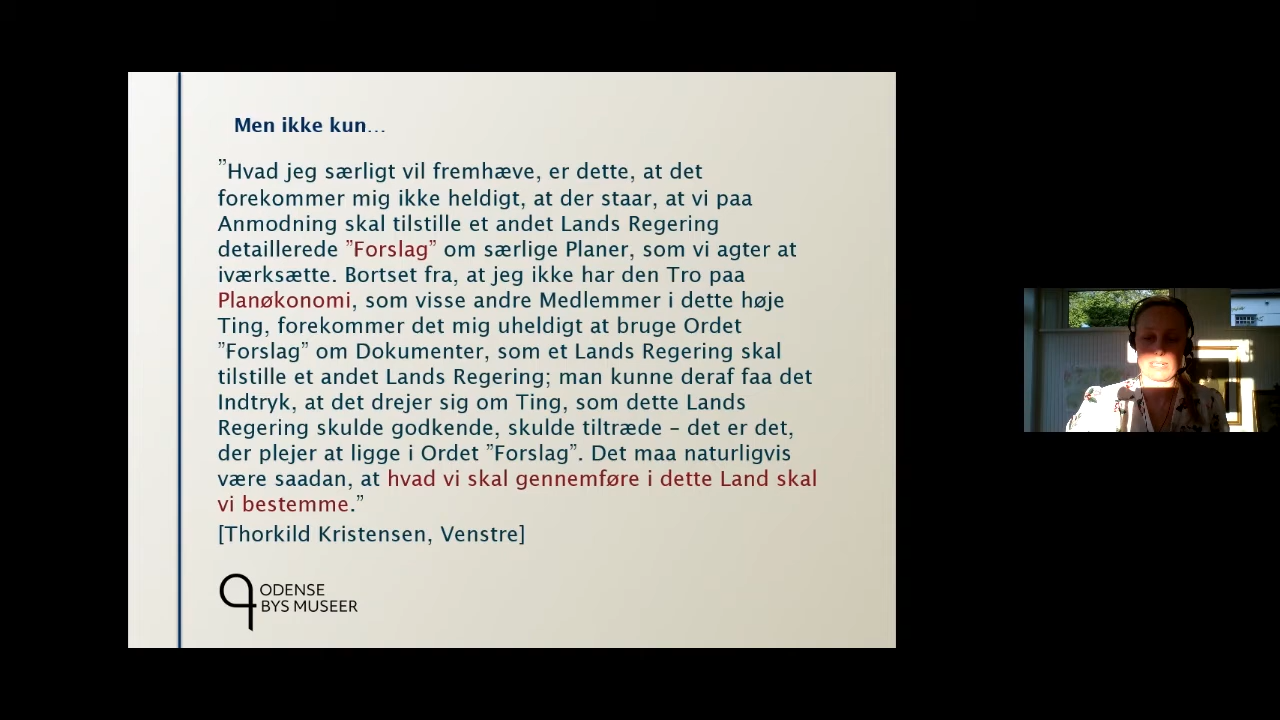 Men ikke kun…
”Hvad jeg særligt vil fremhæve, er dette, at det
forekommer mig ikke heldigt, at der staar, at vi paa
Anmodning skal tilstille et andet Lands Regering
detaillerede ”Forslag” om særlige Planer, som vi agter at
iværksætte. Bortset fra, at jeg ikke har den Tro paa
Planøkonomi, som visse andre Medlemmer i dette høje
Ting, forekommer det mig uheldigt at bruge Ordet
”Forslag” om Dokumenter, som et Lands Regering skal
tilstille et andet Lands Regering; man kunne deraf faa det
Indtryk, at det drejer sig om Ting, som dette Lands
Regering skulde godkende, skulde tiltræde – det er det,
der plejer at ligge i Ordet ”Forslag”. Det maa naturligvis
være saadan, at hvad vi skal gennemføre i dette Land skal
vi bestemme.”
[Thorkild Kristensen, Venstre]
ODENSE
BYS MUSEER